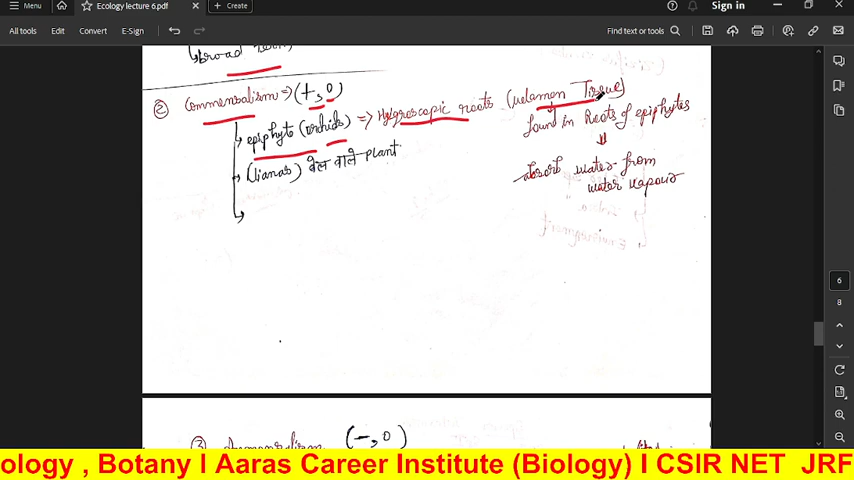 Ecology lecture 6.pdf
Create
Sign in
Menu
All tools Edit Convert E-Sign
Find text or tools
broad term
② Commensalism ⇒ (+, 0)
epiphyte (orchids) ⇒ Hygroscopic roots (velamen Tissue)
found in Roots of epiphytes
(lianas) बेल वाले plant
absorb water from
water vapour
6
8
③ (-, 0)
ology , Botany I Aaras Career Institute (Biology) I CSIR NET JRF